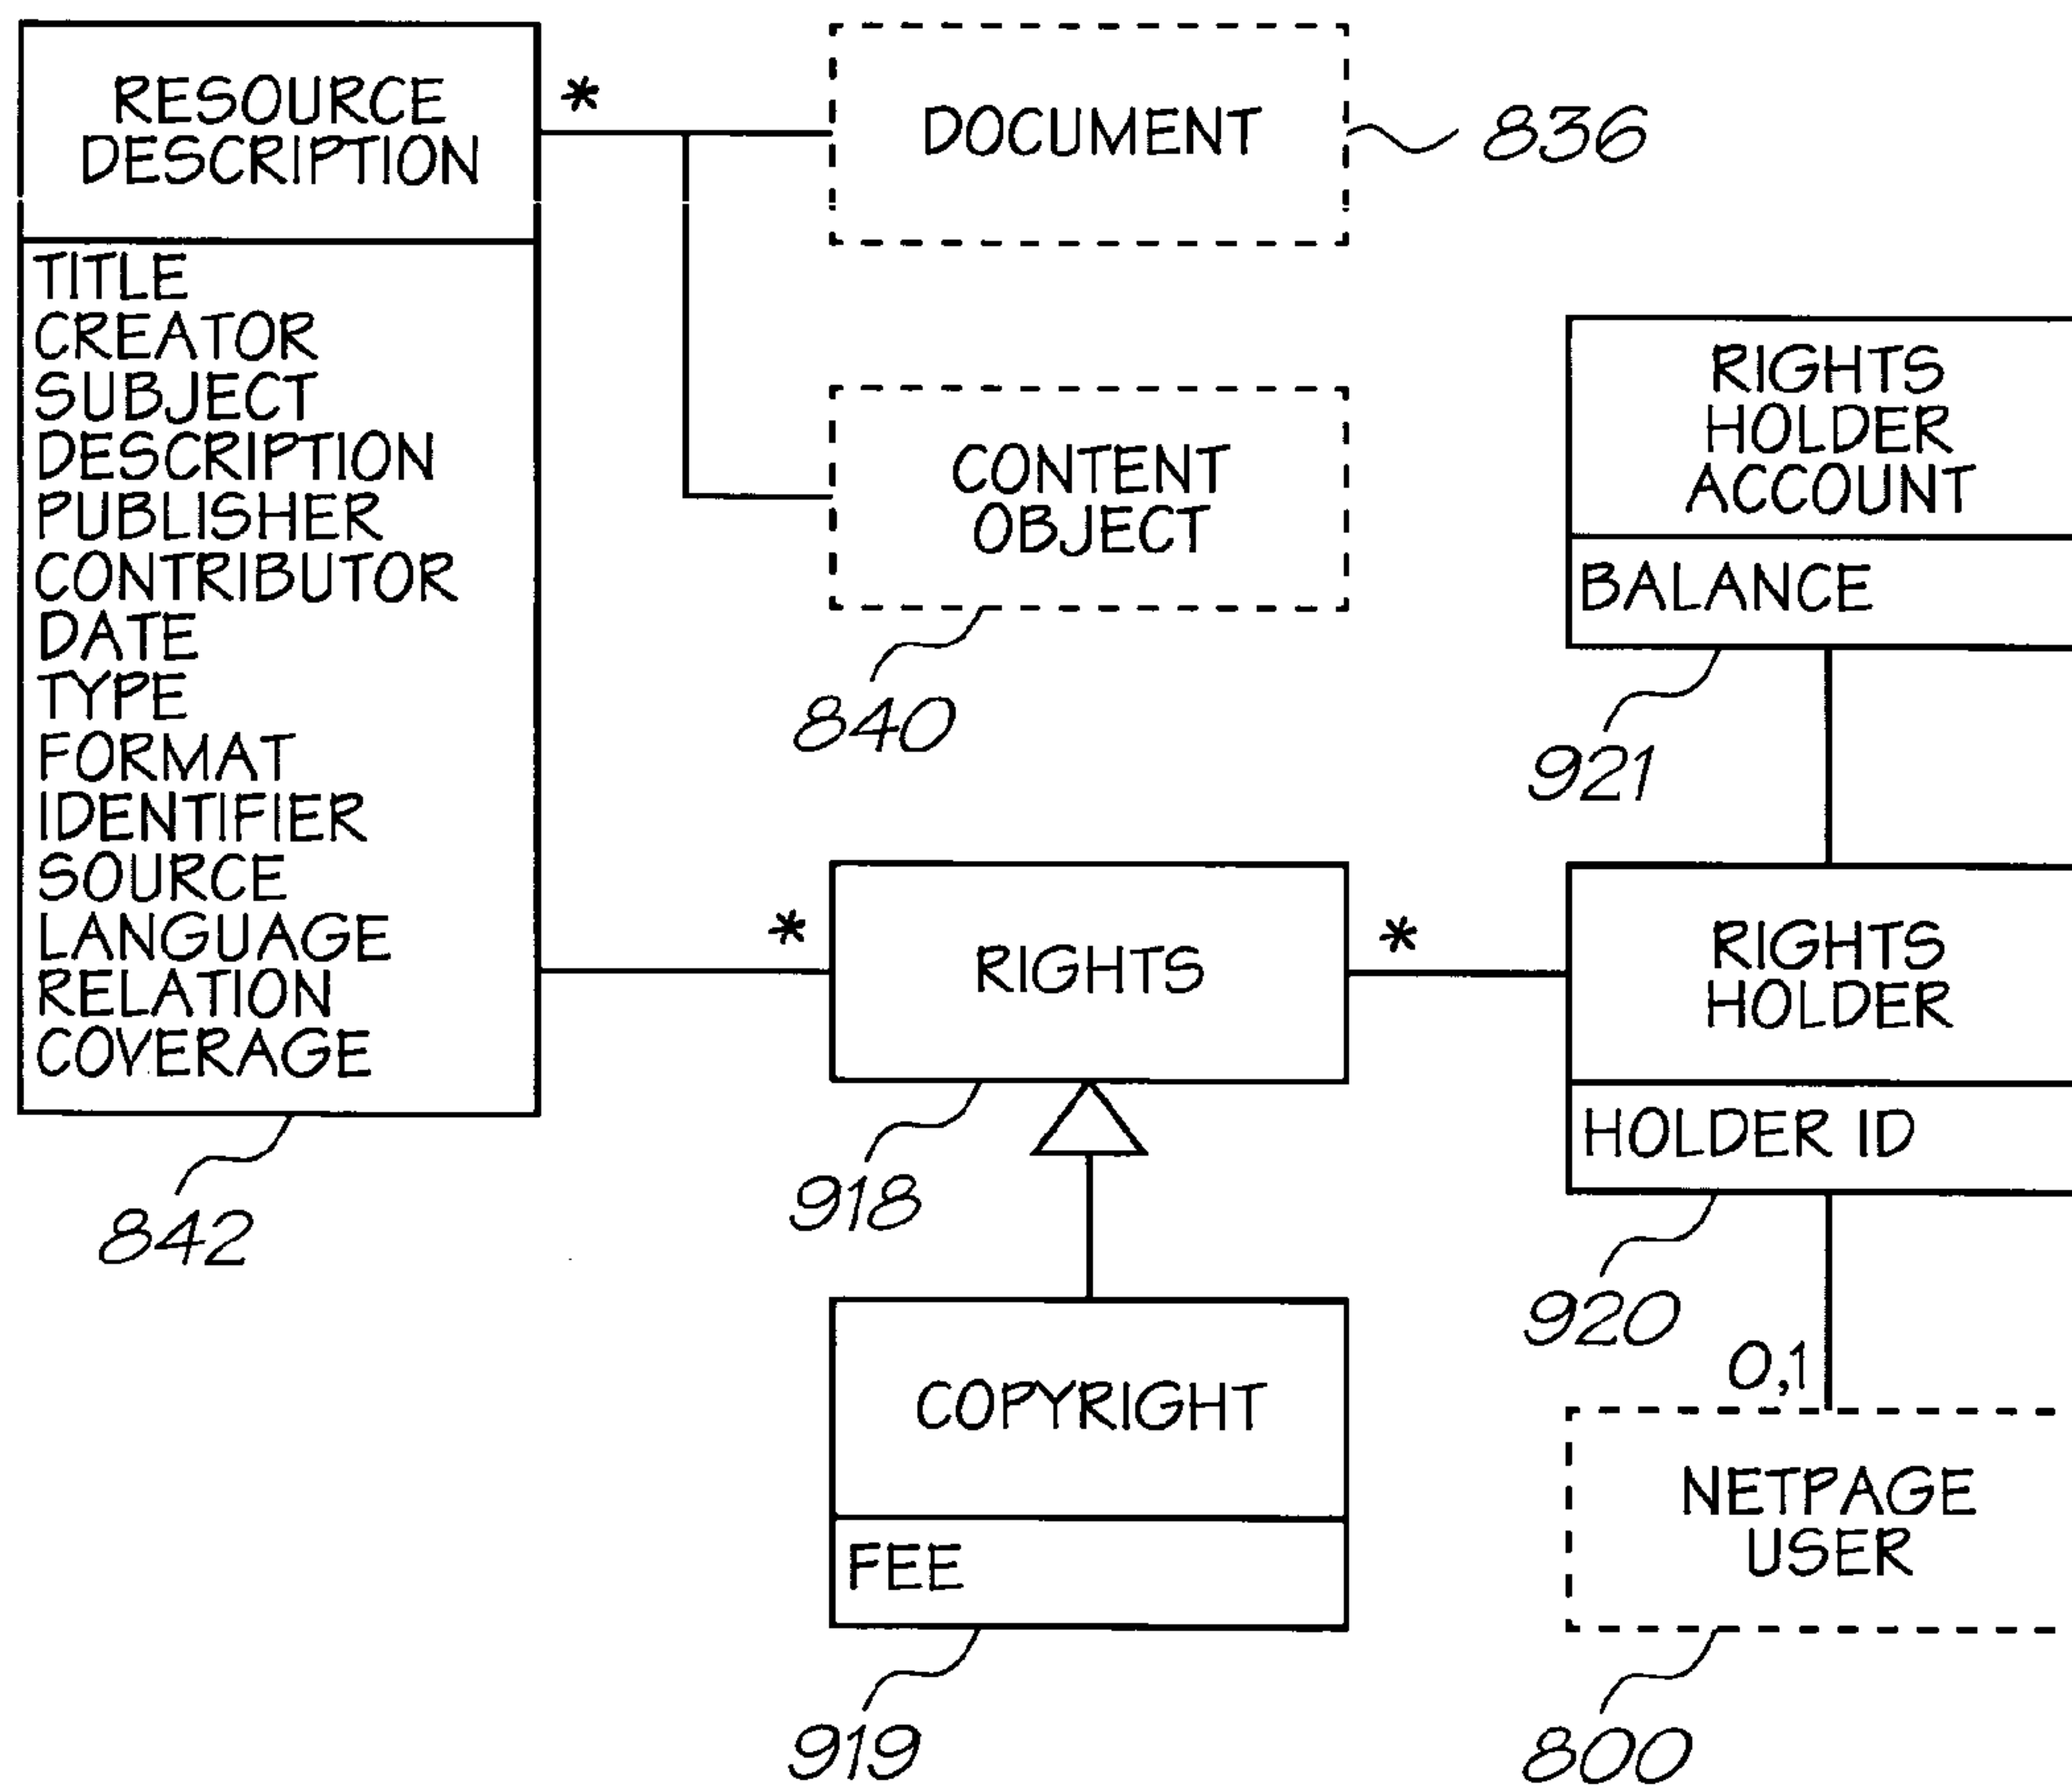 RESOURCE
DESCRIPTION
TITLE
CREATOR
SUBJECT
DESCRIPTION
PUBLISHER
CONTRIBUTOR
DATE
TYPE
FORMAT
IDENTIFIER
SOURCE
LANGUAGE
RELATION
COVERAGE
842
*
DOCUMENT
836
CONTENT
OBJECT
840
RIGHTS
HOLDER
ACCOUNT
BALANCE
921
*
RIGHTS
*
918
RIGHTS
HOLDER
HOLDER ID
920
COPYRIGHT
FEE
919
0,1
NETPAGE
USER
800